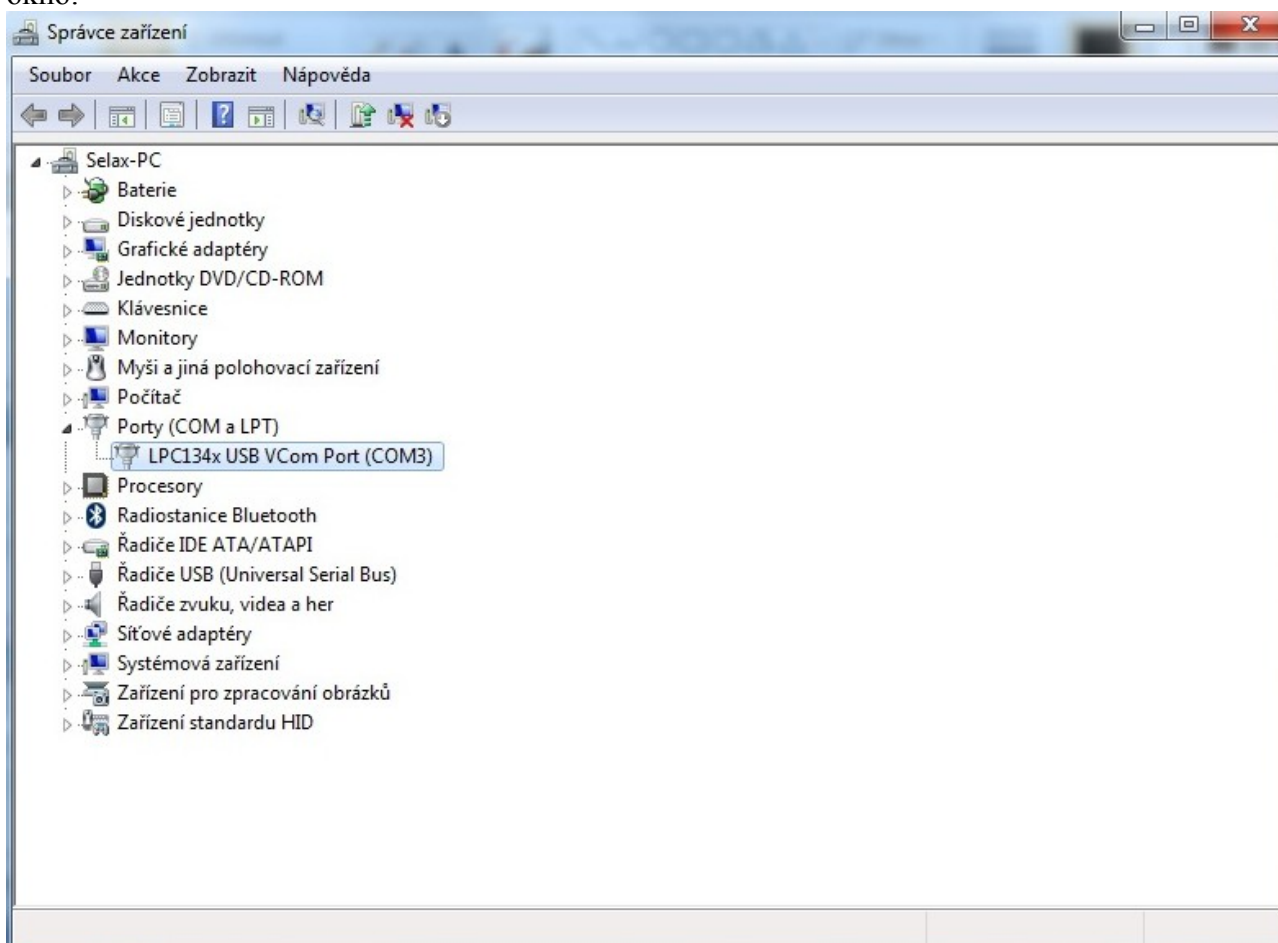 okno:
Správce zařízení
Soubor Akce Zobrazit Nápověda
Selax-PC
Baterie
Diskové jednotky
Grafické adaptéry
Jednotky DVD/CD-ROM
Klávesnice
Monitory
Myši a jiná polohovací zařízení
Počítač
Porty (COM a LPT)
LPC134x USB VCom Port (COM3)
Procesory
Radiostanice Bluetooth
Řadiče IDE ATA/ATAPI
Řadiče USB (Universal Serial Bus)
Řadiče zvuku, videa a her
Síťové adaptéry
Systémová zařízení
Zařízení pro zpracování obrázků
Zařízení standardu HID